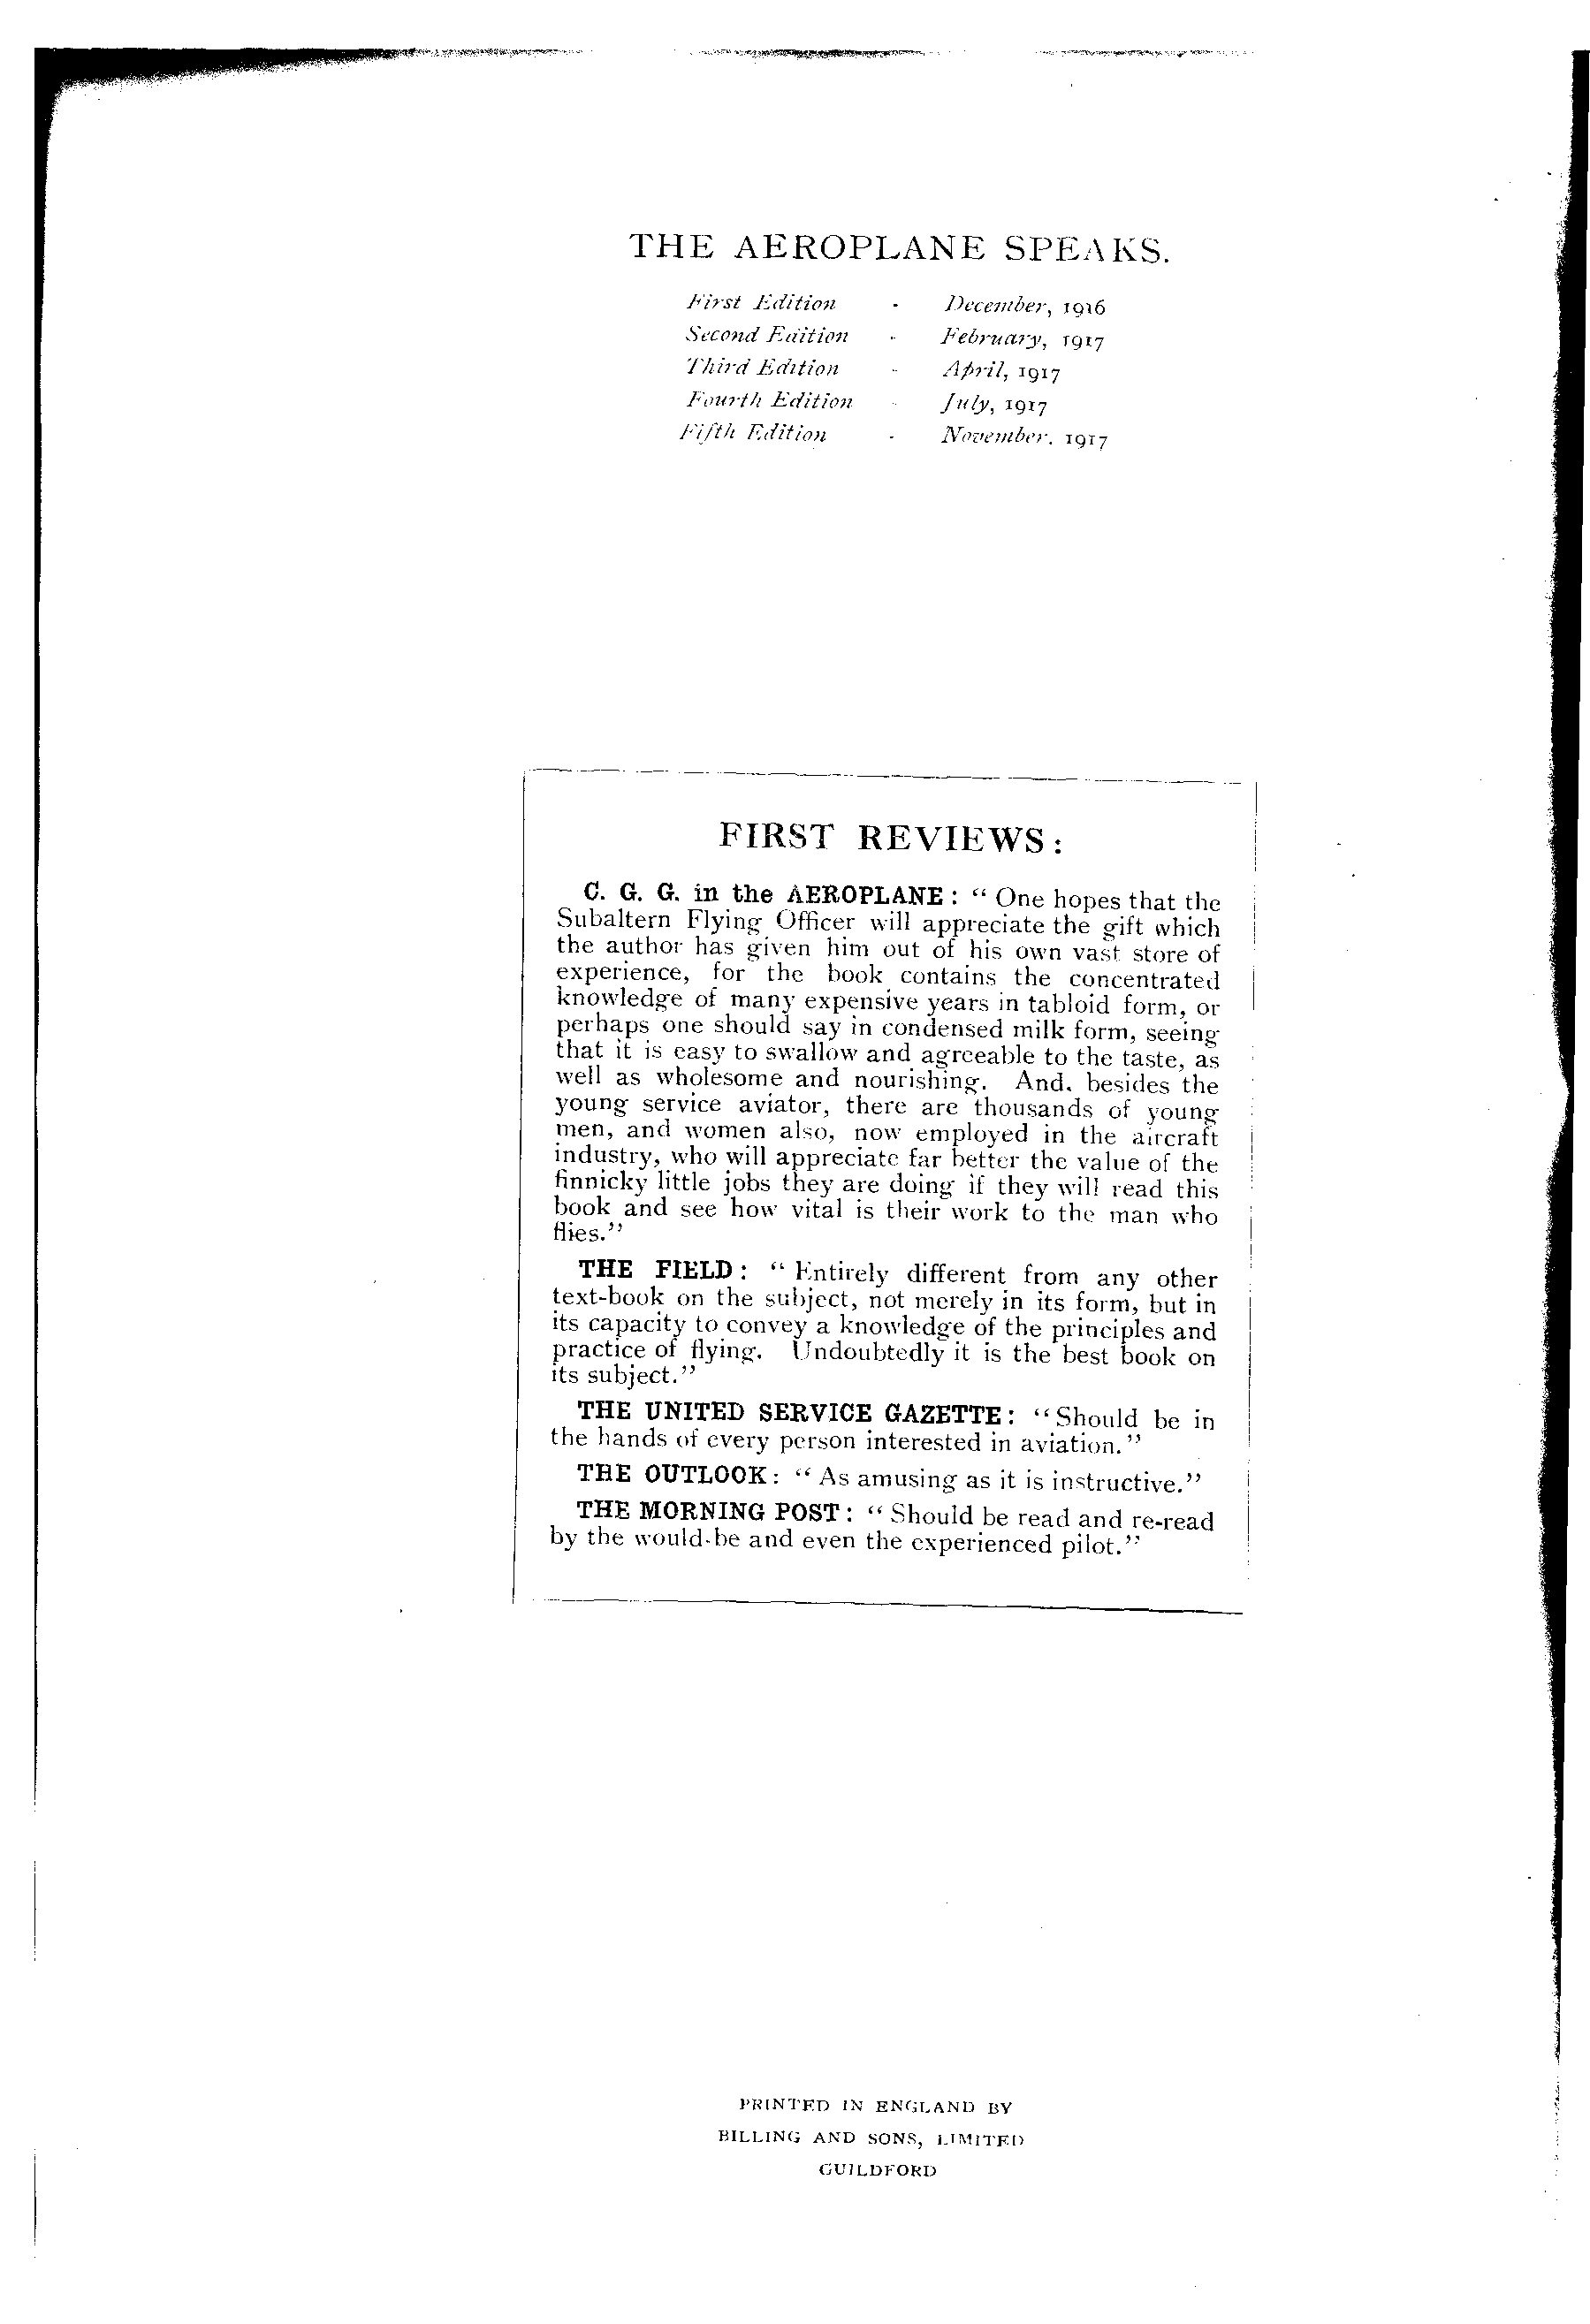 THE AEROPLANE SPEAKS.
First Edition - December, 1916
Second Edition - February, 1917
Third Edition - April, 1917
Fourth Edition - July, 1917
Fifth Edition - November, 1917
FIRST REVIEWS:
C. G. G. in the AEROPLANE: "One hopes that the
Subaltern Flying Officer will appreciate the gift which
the author has given him out of his own vast store of
experience, for the book contains the concentrated
knowledge of many expensive years in tabloid form, or
perhaps one should say in condensed milk form, seeing
that it is easy to swallow and agreeable to the taste, as
well as wholesome and nourishing. And, besides the
young service aviator, there are thousands of young
men, and women also, now employed in the aircraft
industry, who will appreciate far better the value of the
finnicky little jobs they are doing if they will read this
book and see how vital is their work to the man who
flies."
THE FIELD: "Entirely different from any other
text-book on the subject, not merely in its form, but in
its capacity to convey a knowledge of the principles and
practice of flying. Undoubtedly it is the best book on
its subject."
THE UNITED SERVICE GAZETTE: "Should be in
the hands of every person interested in aviation."
THE OUTLOOK: "As amusing as it is instructive."
THE MORNING POST: "Should be read and re-read
by the would-be and even the experienced pilot."
PRINTED IN ENGLAND BY
BILLING AND SONS, LIMITED
GUILDFORD